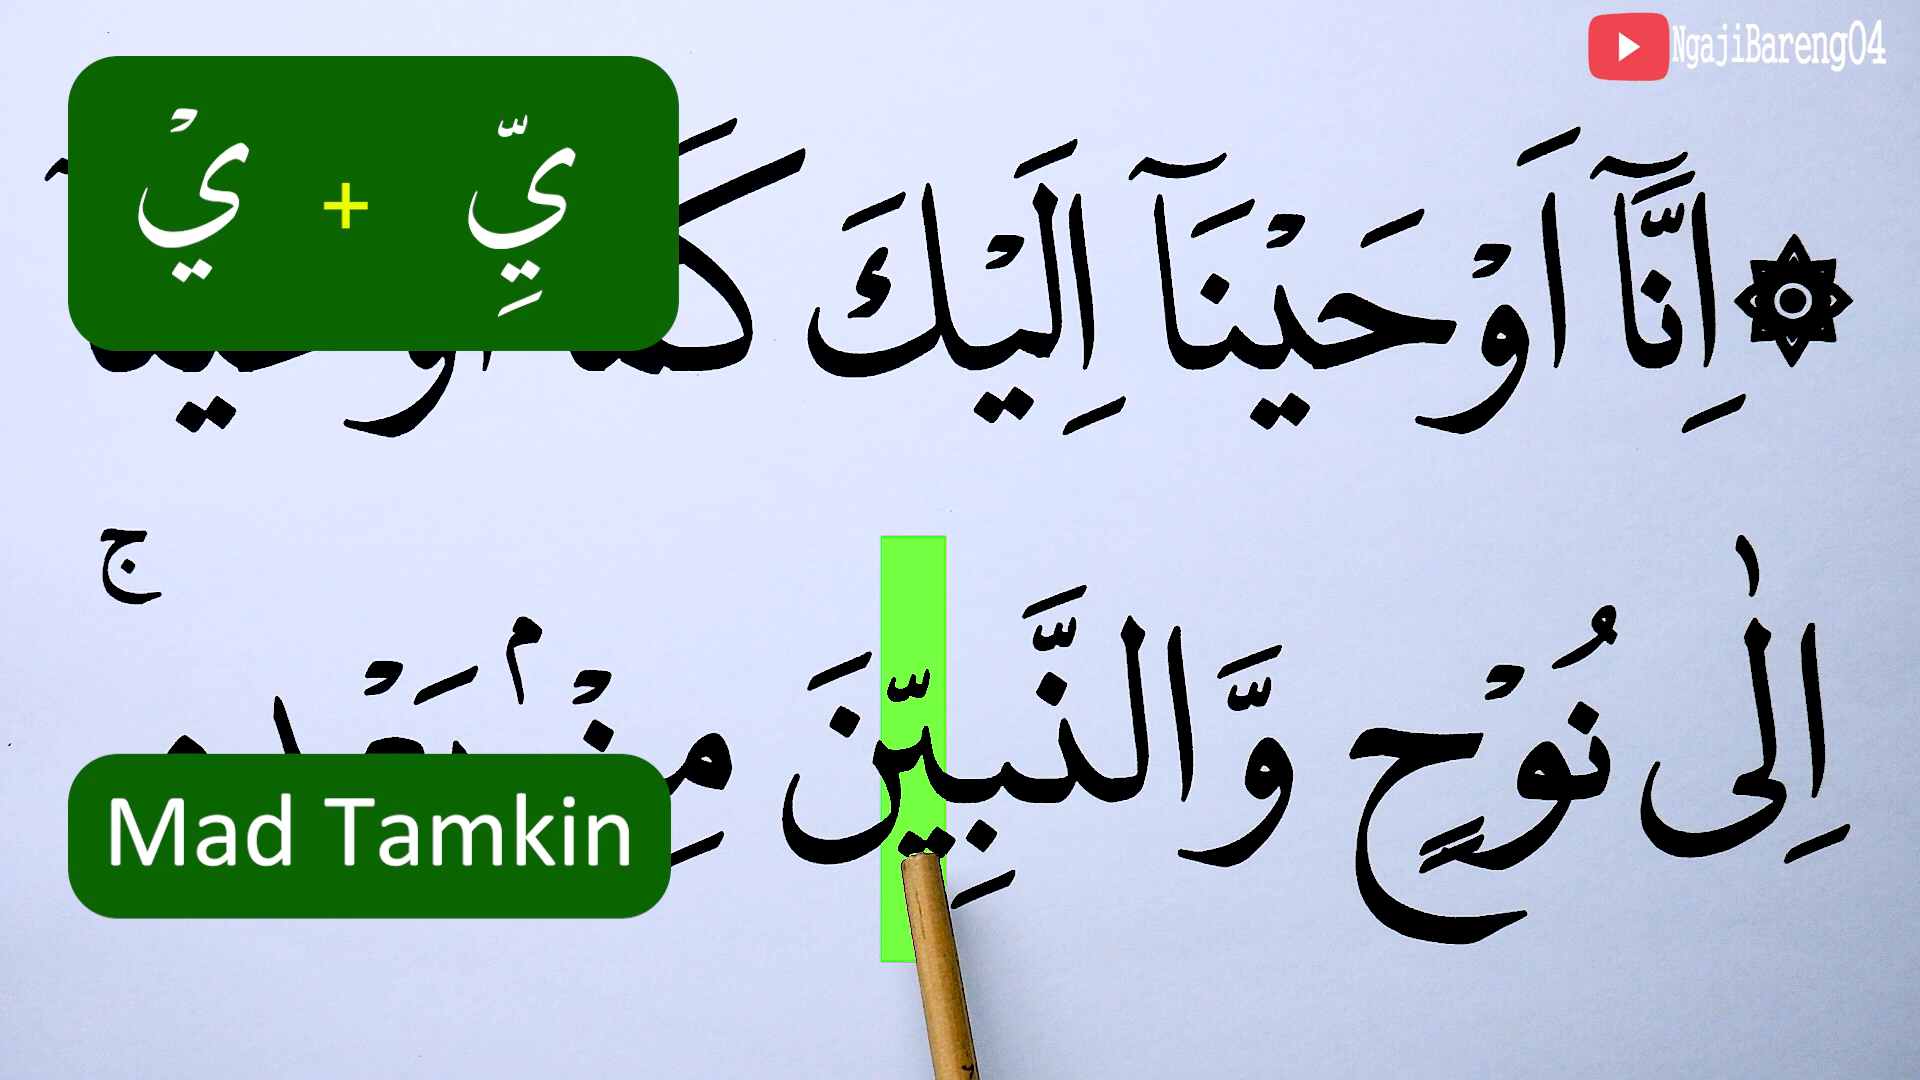 NgajiBareng04
يِّ + يْ
اِنَّآ اَوْحَيْنَآ اِلَيْكَ
اِلٰى نُوْحٍ وَّالنَّبِيّنَ مِنْۢ
Mad Tamkin